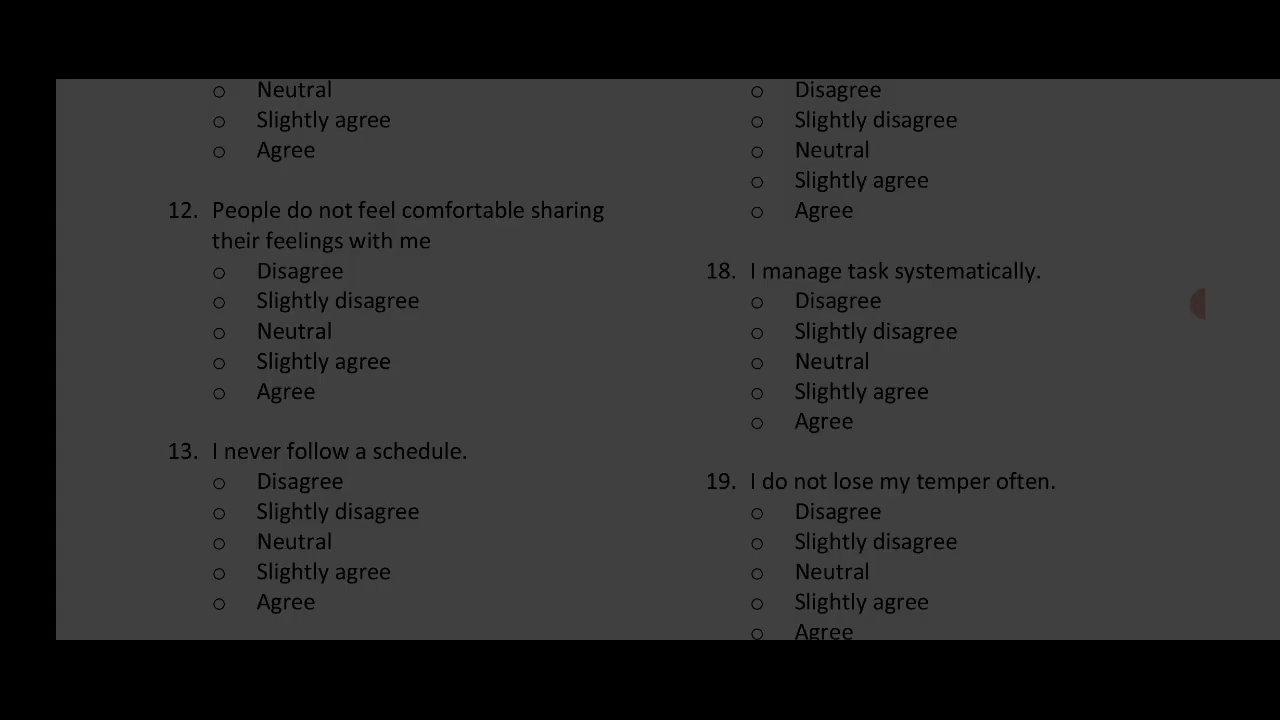 o Neutral
o Slightly agree
o Agree
12. People do not feel comfortable sharing
their feelings with me
o Disagree
o Slightly disagree
o Neutral
o Slightly agree
o Agree
13. I never follow a schedule.
o Disagree
o Slightly disagree
o Neutral
o Slightly agree
o Agree
o Disagree
o Slightly disagree
o Neutral
o Slightly agree
o Agree
18. I manage task systematically.
o Disagree
o Slightly disagree
o Neutral
o Slightly agree
o Agree
19. I do not lose my temper often.
o Disagree
o Slightly disagree
o Neutral
o Slightly agree
o Agree